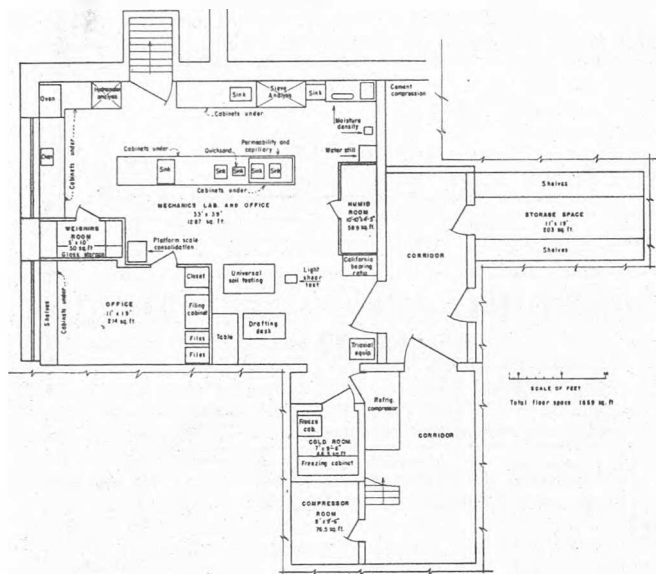 Oven
Hydrometer
analysis
Sink
Sieve
Analysis
Sink
Cement
compression
Cabinets under
Moisture
density
Oven
Cabinets under
Cabinets under
Quicksand
Permeability and
capillary
Water still
Sink
Sink
Sink
Sink
Sink
Cabinets under
MECHANICS LAB. AND OFFICE
33' x 39'
1287 sq. ft.
HUMID
ROOM
58.9 sq. ft.
Shelves
STORAGE SPACE
11' x 19'
203 sq. ft.
Shelves
WEIGHING
ROOM
5' x 10'
50 sq. ft.
Glass storage
Platform scale
consolidation
CORRIDOR
California
bearing
ratio
Shelves
Cabinets under
OFFICE
11' x 19'
214 sq. ft.
Closet
Filing
cabinet
Files
Files
Universal
soil testing
Light
shear
test
Table
Drafting
desk
Triaxial
equip.
SCALE OF FEET
Total floor space 1889 sq. ft.
Refrig.
compressor
Freeze
cab.
COLD ROOM
Freezing cabinet
CORRIDOR
COMPRESSOR
ROOM
8' x 9'-6"
76.5 sq. ft.